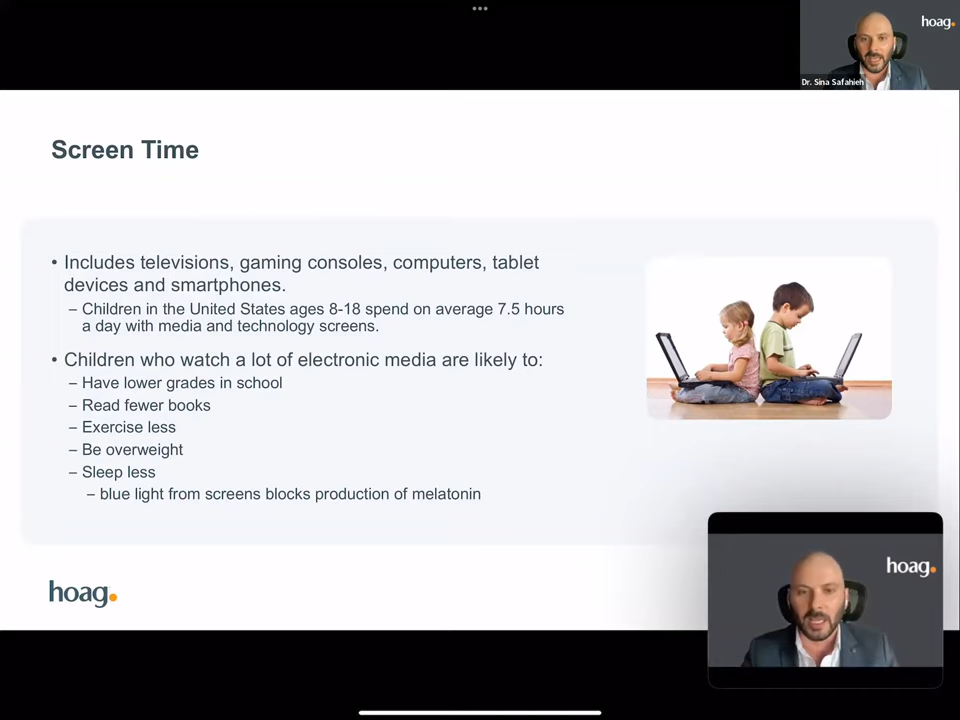 hoag.
Dr. Sina Safahieh
Screen Time
• Includes televisions, gaming consoles, computers, tablet
devices and smartphones.
– Children in the United States ages 8-18 spend on average 7.5 hours
a day with media and technology screens.
• Children who watch a lot of electronic media are likely to:
– Have lower grades in school
– Read fewer books
– Exercise less
– Be overweight
– Sleep less
– blue light from screens blocks production of melatonin
hoag.
hoag.